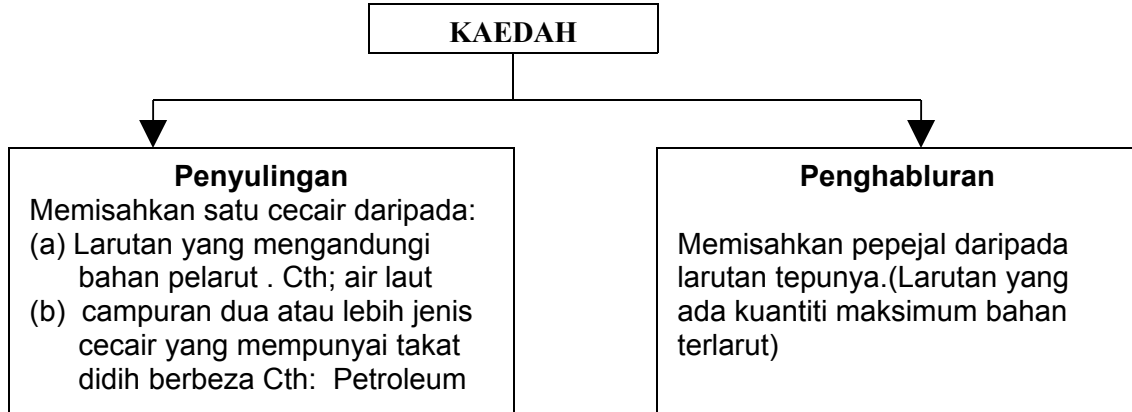 KAEDAH
Penyulingan
Memisahkan satu cecair daripada:
(a) Larutan yang mengandungi
bahan pelarut . Cth; air laut
(b) campuran dua atau lebih jenis
cecair yang mempunyai takat
didih berbeza Cth: Petroleum
Penghabluran
Memisahkan pepejal daripada
larutan tepunya.(Larutan yang
ada kuantiti maksimum bahan
terlarut)